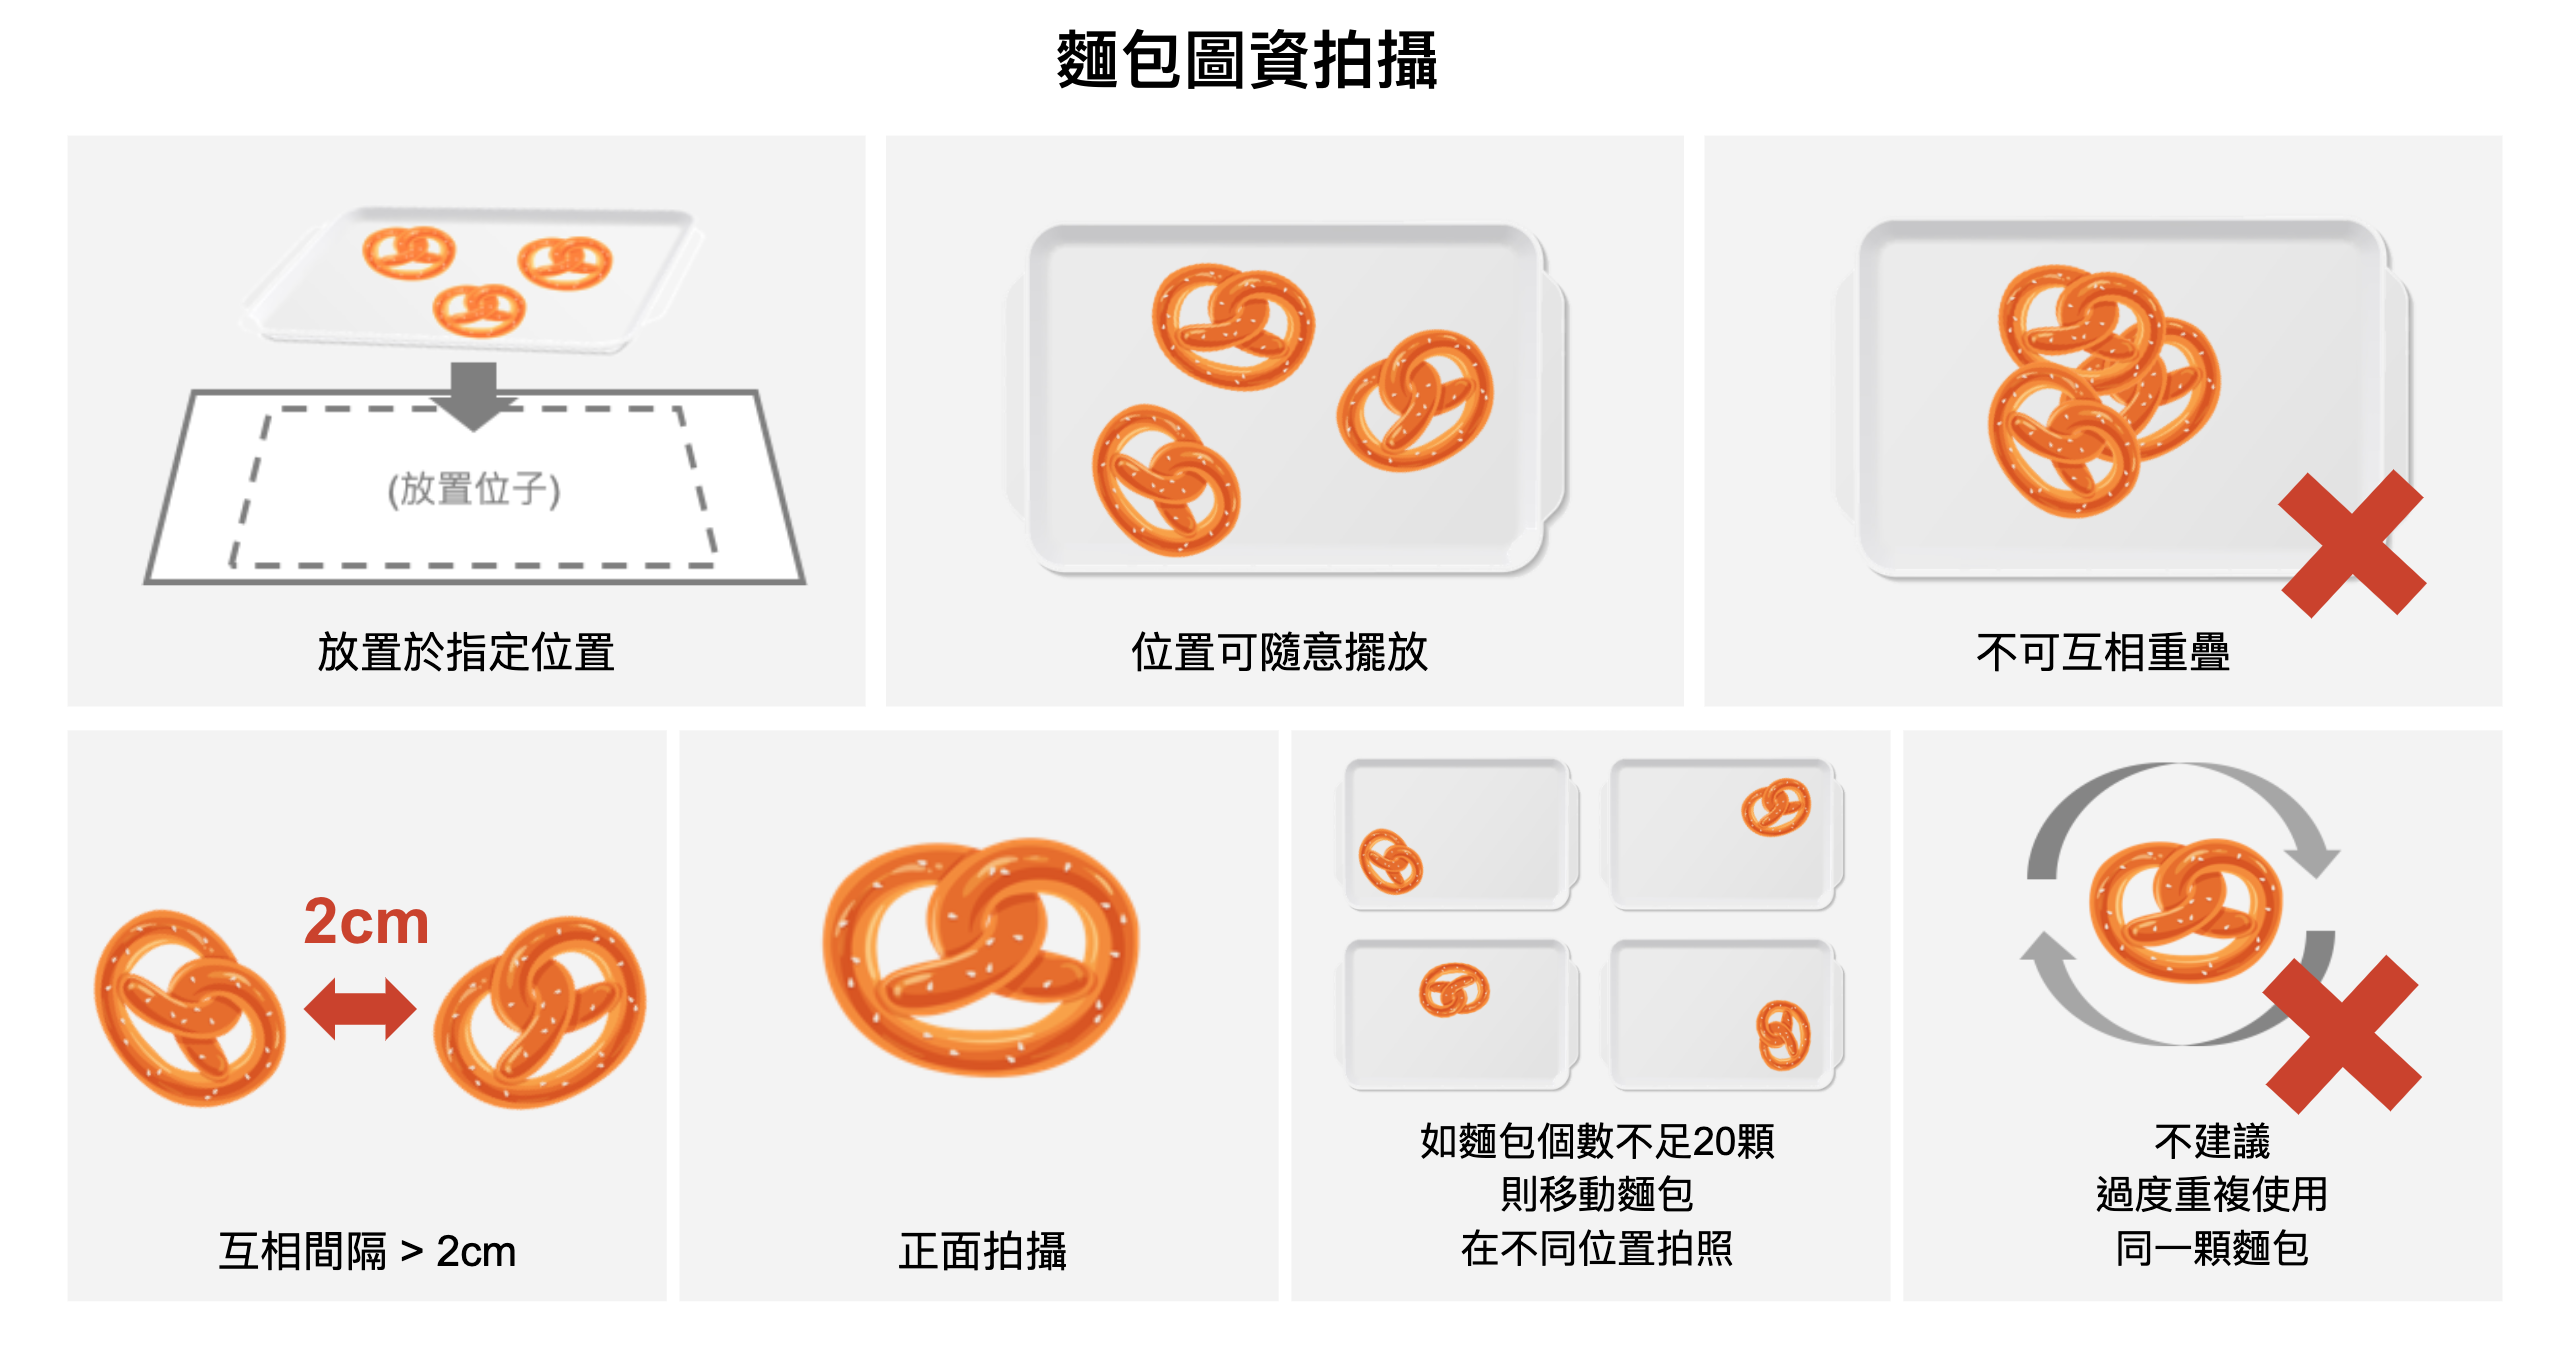 麵包圖資拍攝
(放置位子)
放置於指定位置
位置可隨意擺放
不可互相重疊
2cm
互相間隔 > 2cm
正面拍攝
如麵包個數不足20顆
則移動麵包
在不同位置拍照
不建議
過度重複使用
同一顆麵包